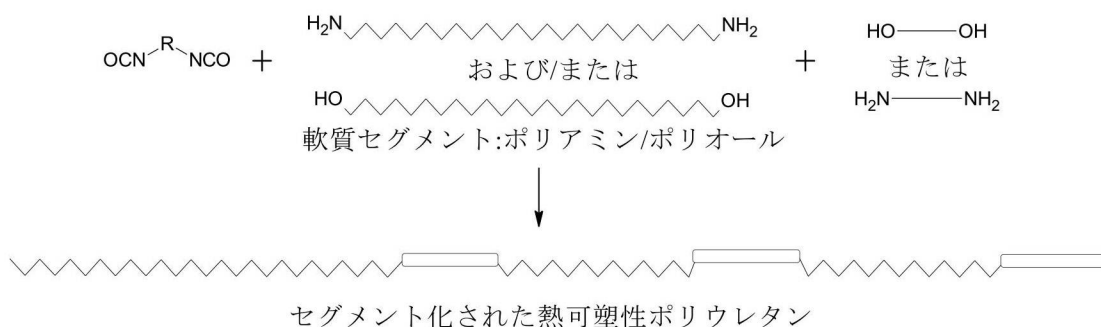 H₂N NH₂
OCN R NCO + および/または + HO OH
または
HO OH H₂N NH₂
軟質セグメント:ポリアミン/ポリオール
セグメント化された熱可塑性ポリウレタン